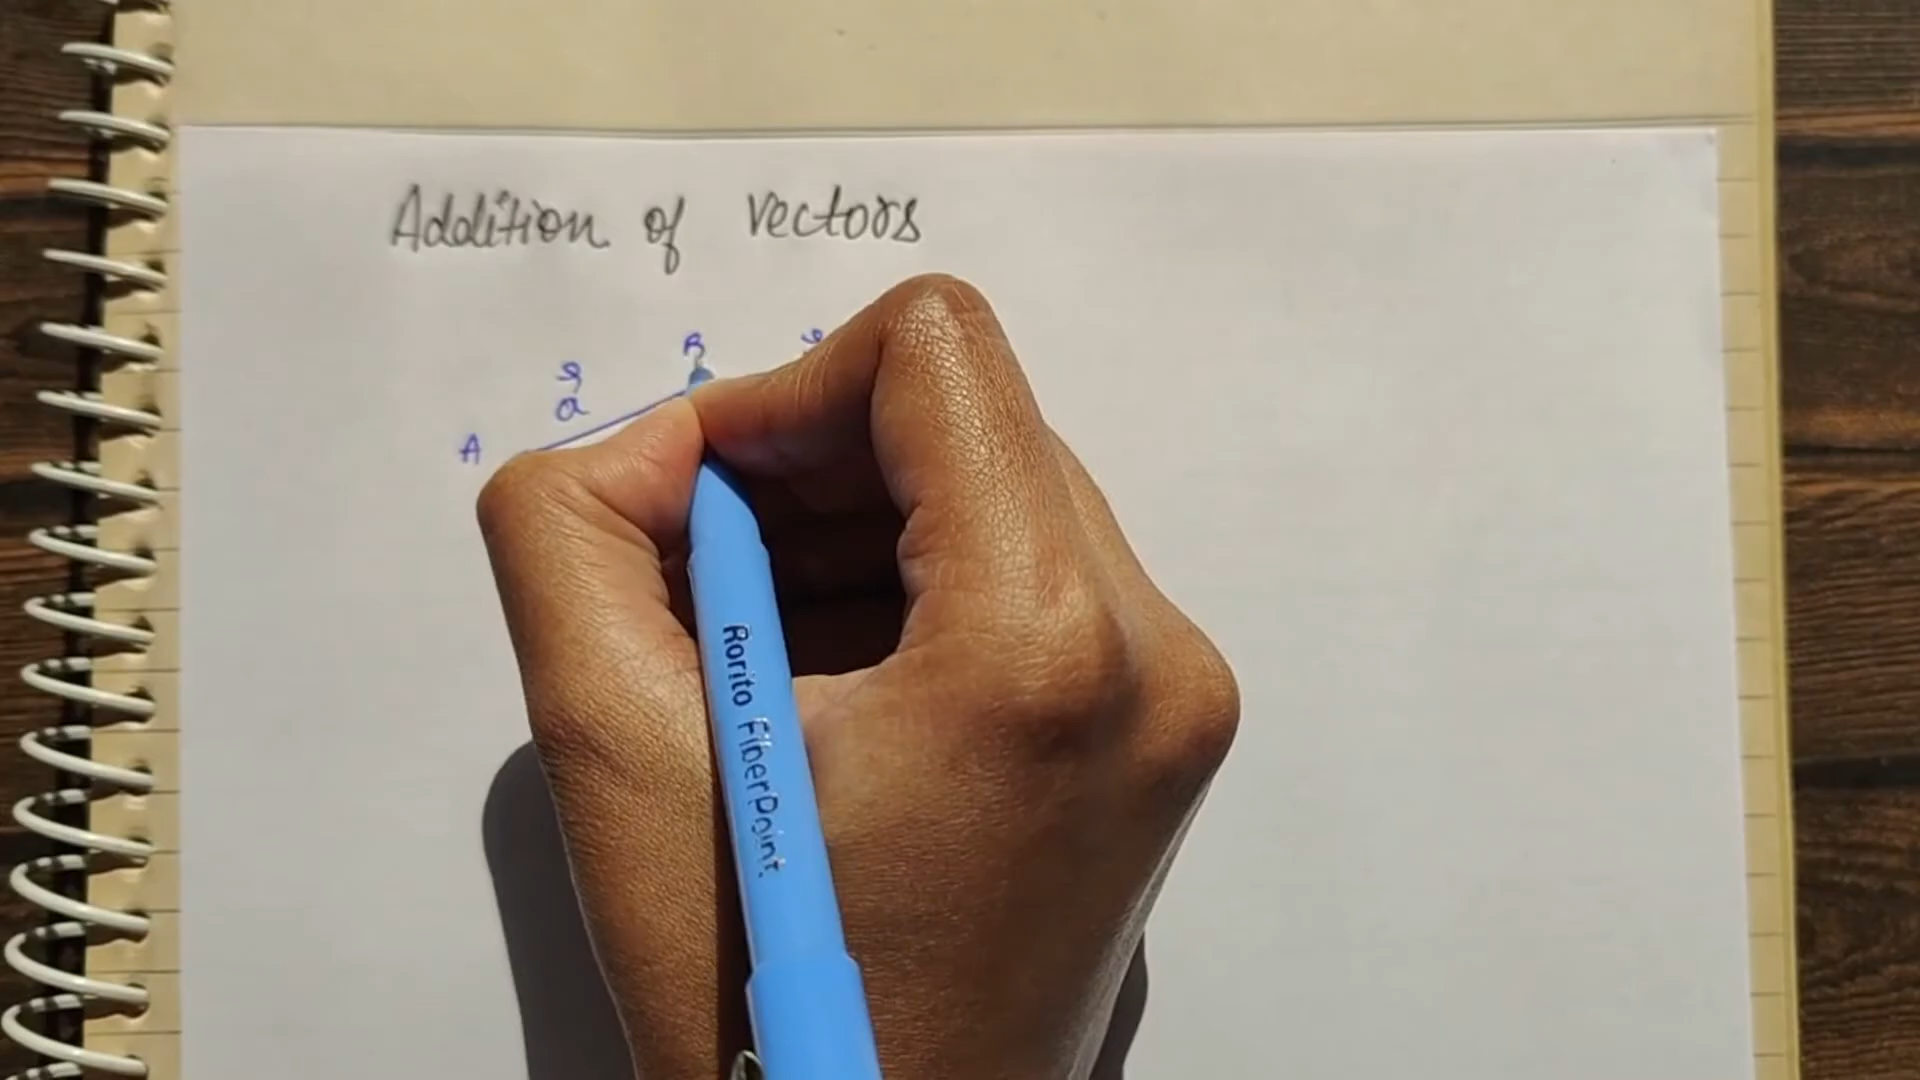 Addition of vectors
B
a
A
Rorito FiberPoint